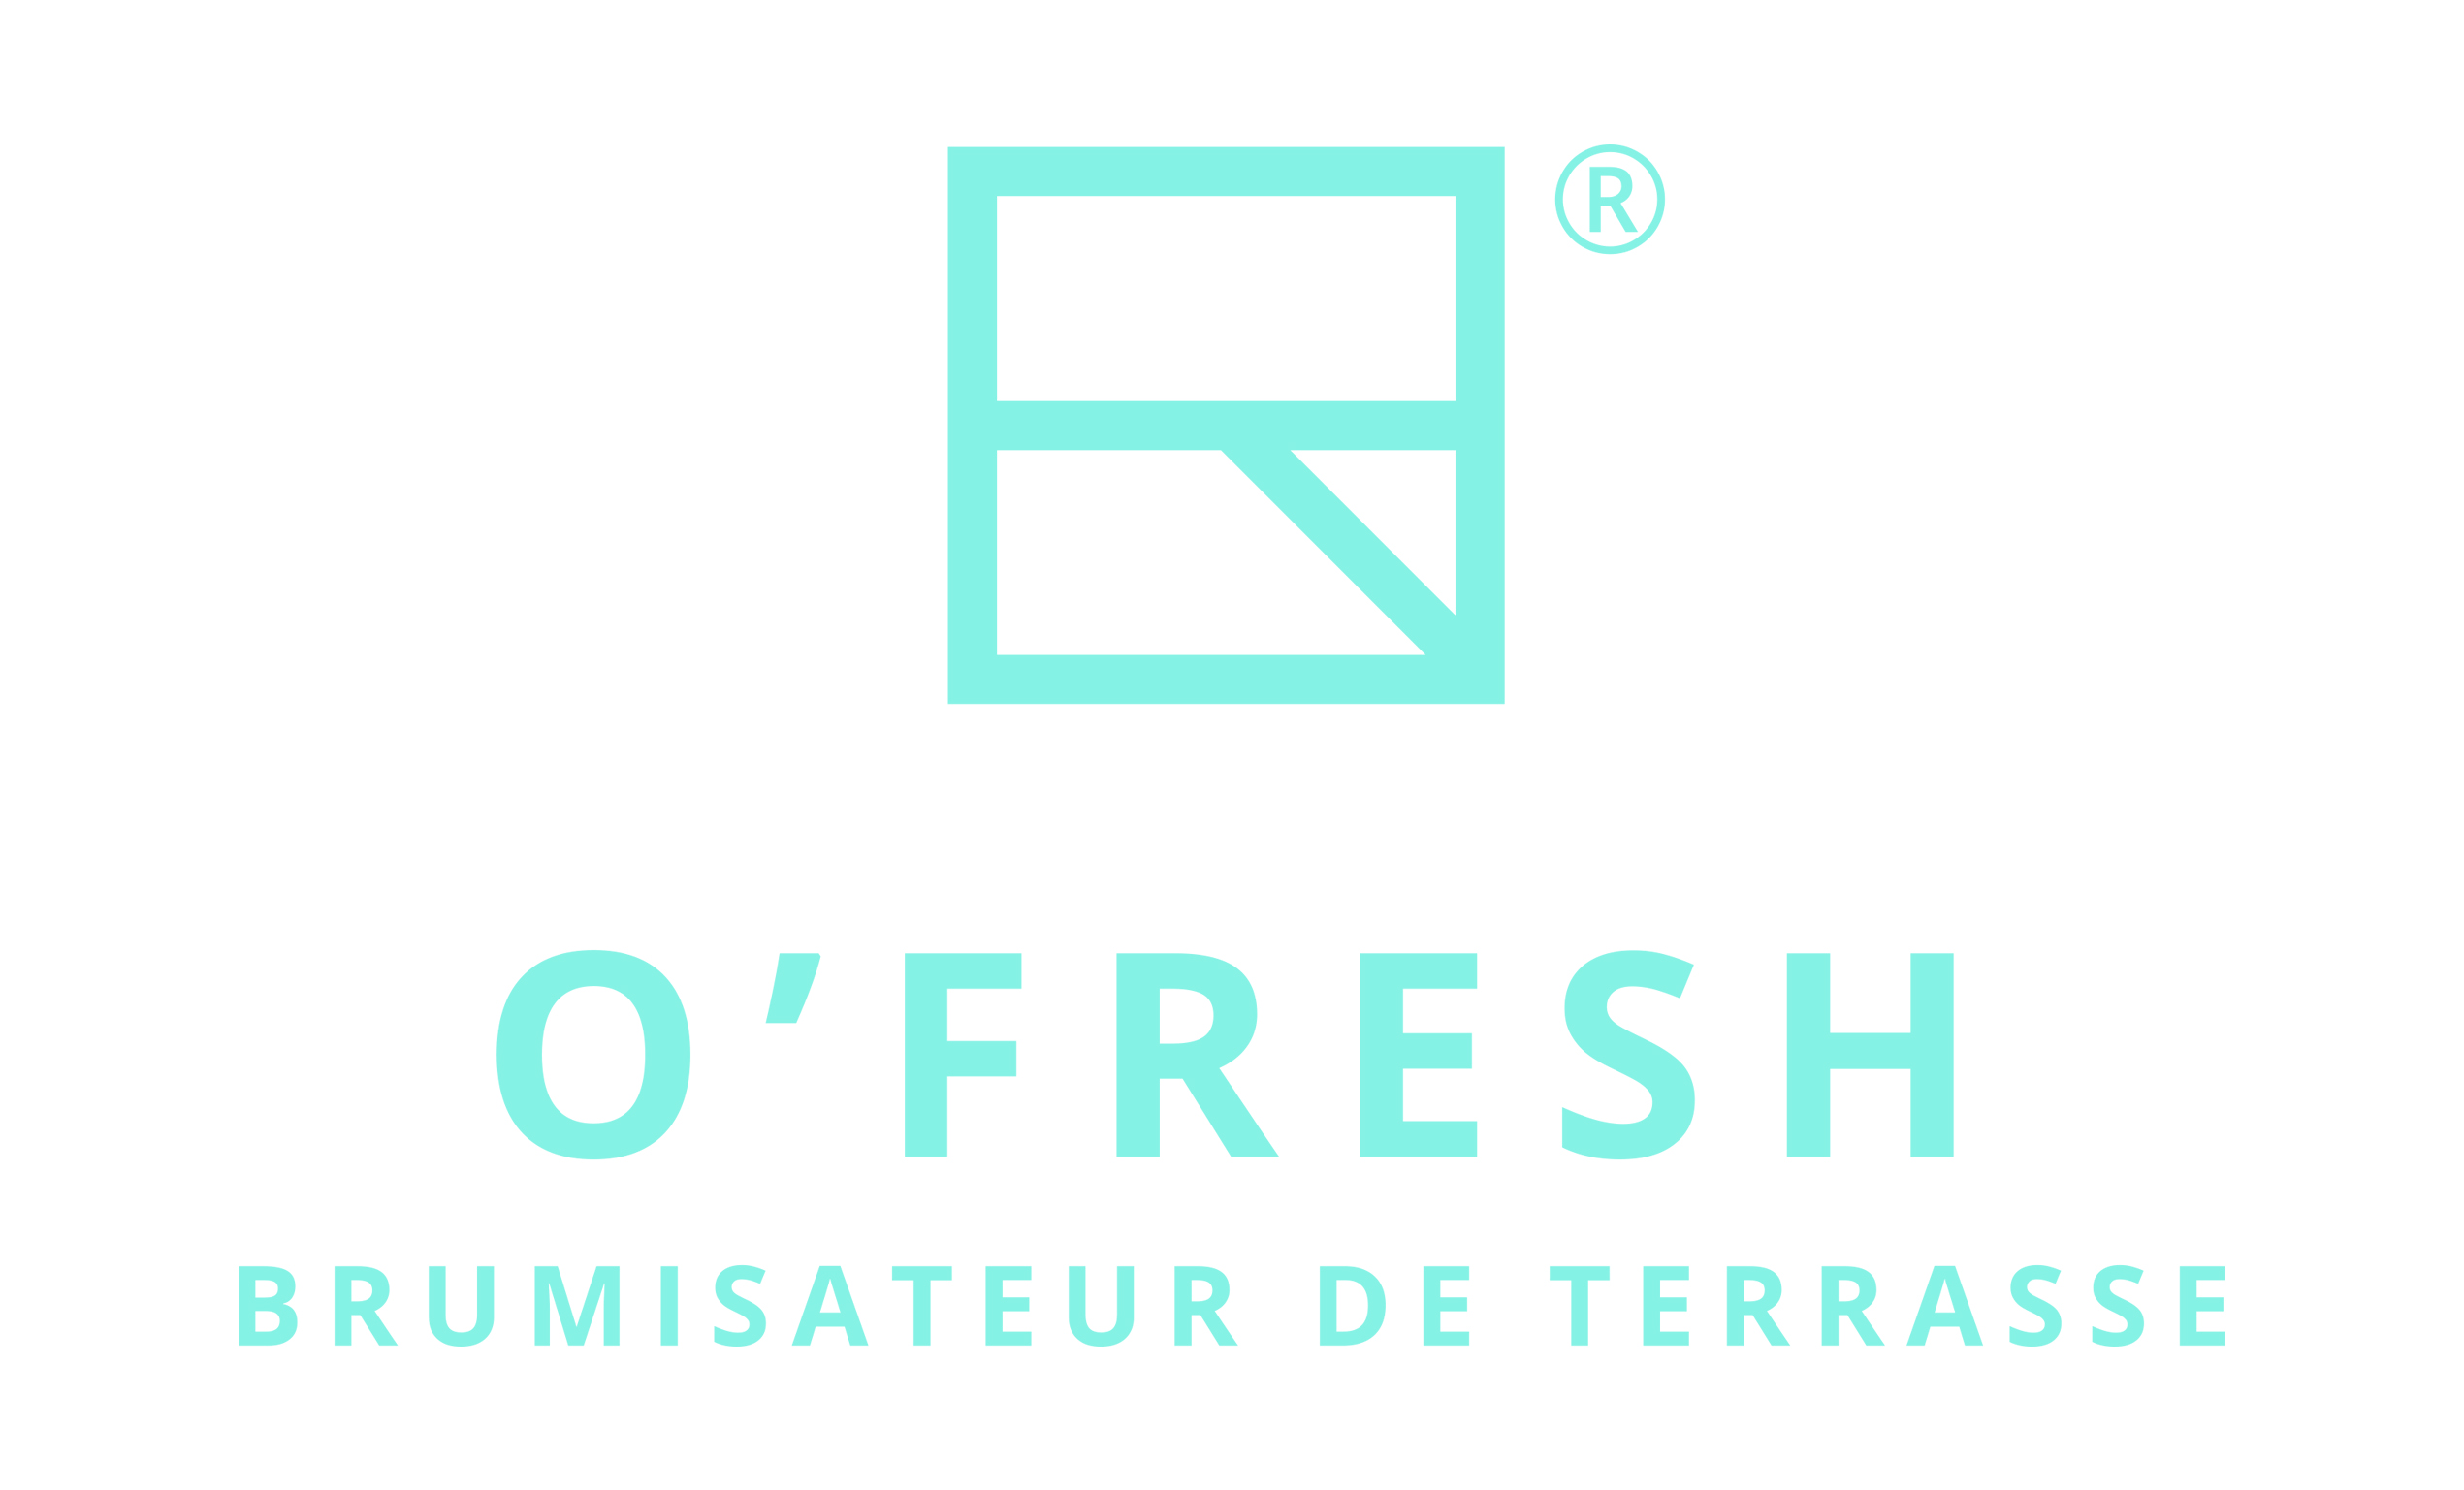 ®
O’FRESH
BRUMISATEUR DE TERRASSE